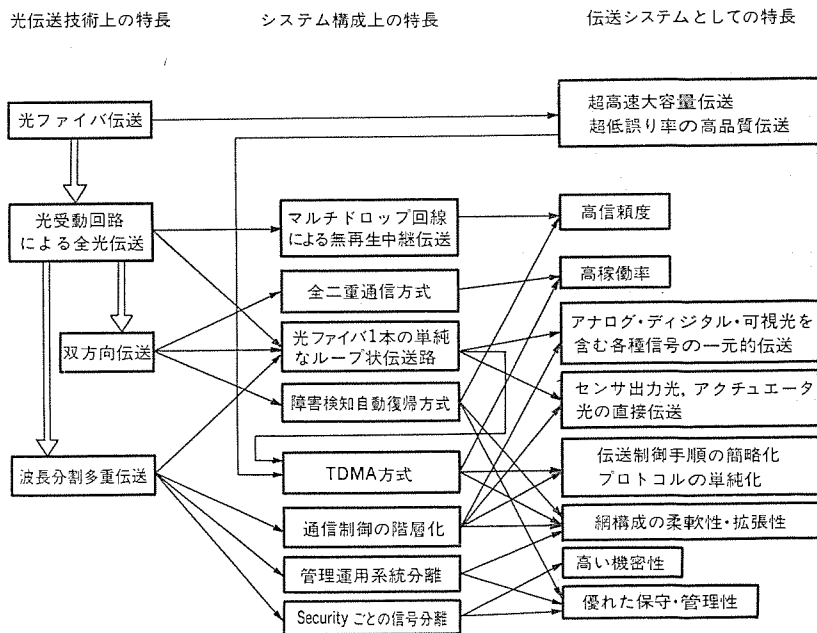 光伝送技術上の特長
システム構成上の特長
伝送システムとしての特長
光ファイバ伝送
超高速大容量伝送
超低誤り率の高品質伝送
光受動回路
による全光伝送
マルチドロップ回線
による無再生中継伝送
高信頼度
全二重通信方式
高稼働率
双方向伝送
光ファイバ1本の単純
なループ状伝送路
アナログ・ディジタル・可視光を
含む各種信号の一元的伝送
障害検知自動復帰方式
センサ出力光,アクチュエータ
光の直接伝送
波長分割多重伝送
TDMA方式
伝送制御手順の簡略化
プロトコルの単純化
通信制御の階層化
網構成の柔軟性・拡張性
管理運用系統分離
高い機密性
Securityごとの信号分離
優れた保守・管理性